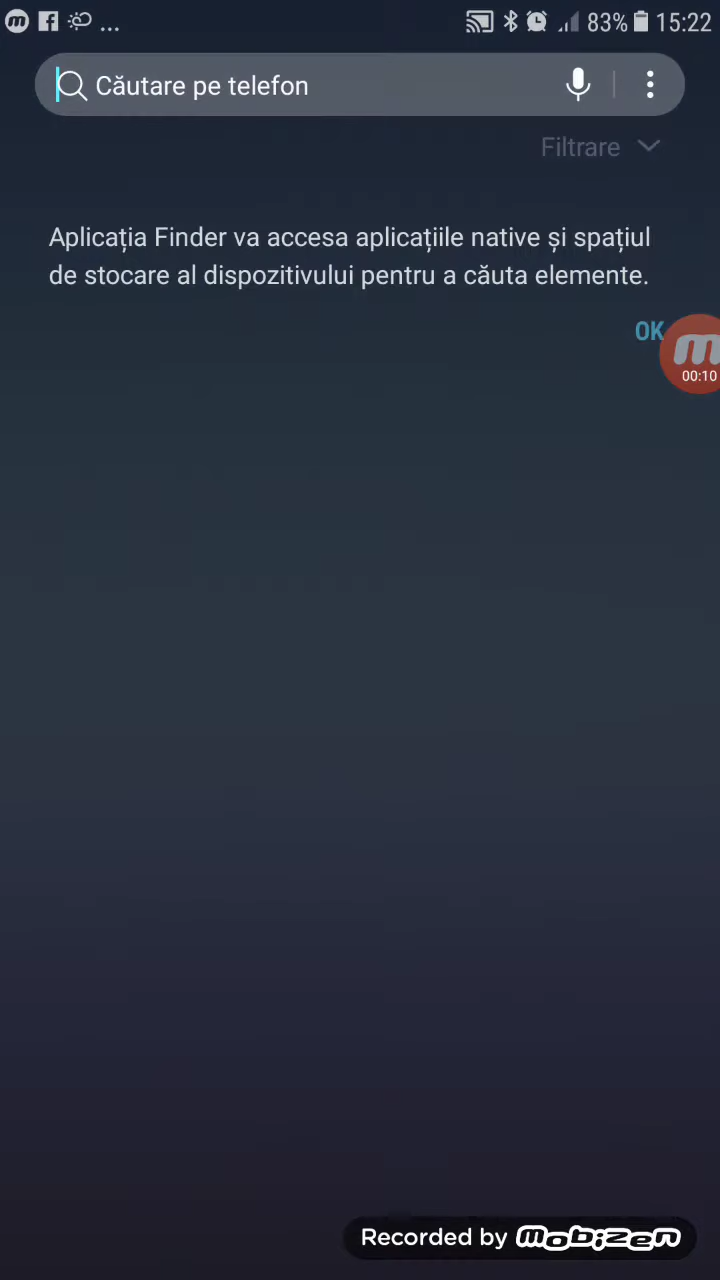 83% 15:22
Căutare pe telefon
Filtrare
Aplicația Finder va accesa aplicațiile native și spațiul
de stocare al dispozitivului pentru a căuta elemente.
OK
m
00:10
Recorded by mobizen